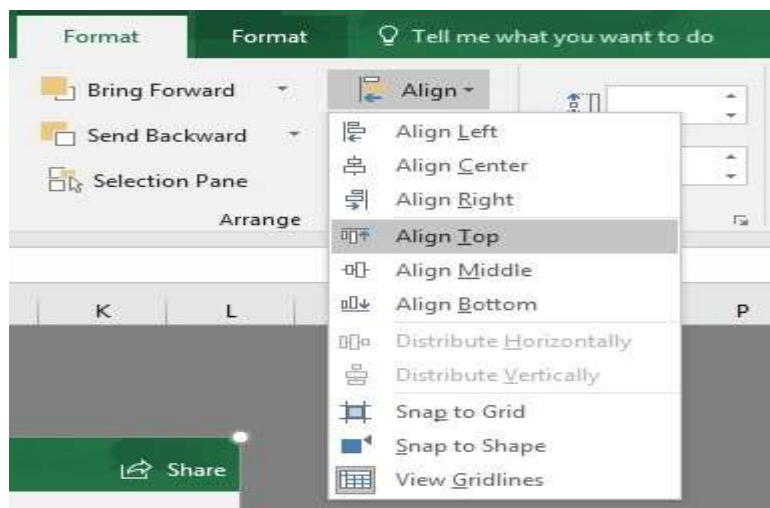 Format Format Tell me what you want to do
Bring Forward Align
Send Backward
Selection Pane
Arrange
Align Left
Align Center
Align Right
Align Top
Align Middle
Align Bottom
Distribute Horizontally
Distribute Vertically
Snap to Grid
Snap to Shape
View Gridlines
K L P
Share